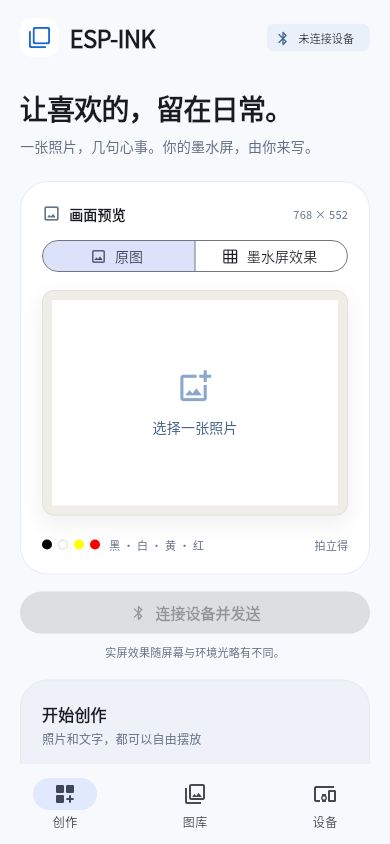 ESP-INK
未连接设备
让喜欢的，留在日常。
一张照片，几句心事。你的墨水屏，由你来写。
画面预览
768 × 552
原图
墨水屏效果
选择一张照片
黑 · 白 · 黄 · 红
拍立得
连接设备并发送
实屏效果随屏幕与环境光略有不同。
开始创作
照片和文字，都可以自由摆放
创作
图库
设备